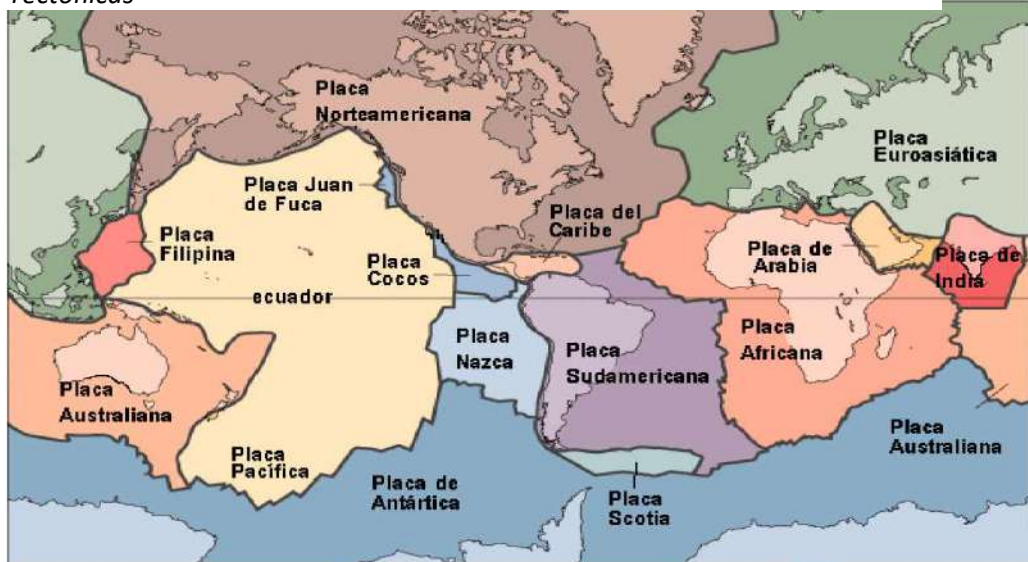 Tectónicas
Placa
Norteamericana
Placa
Euroasiática
Placa Juan
de Fuca
Placa del
Caribe
Placa
Filipina
Placa de
Arabia
Placa de
India
Placa
Cocos
ecuador
Placa
Nazca
Placa
Sudamericana
Placa
Africana
Placa
Australiana
Placa
Australiana
Placa
Pacífica
Placa de
Antártica
Placa
Scotia